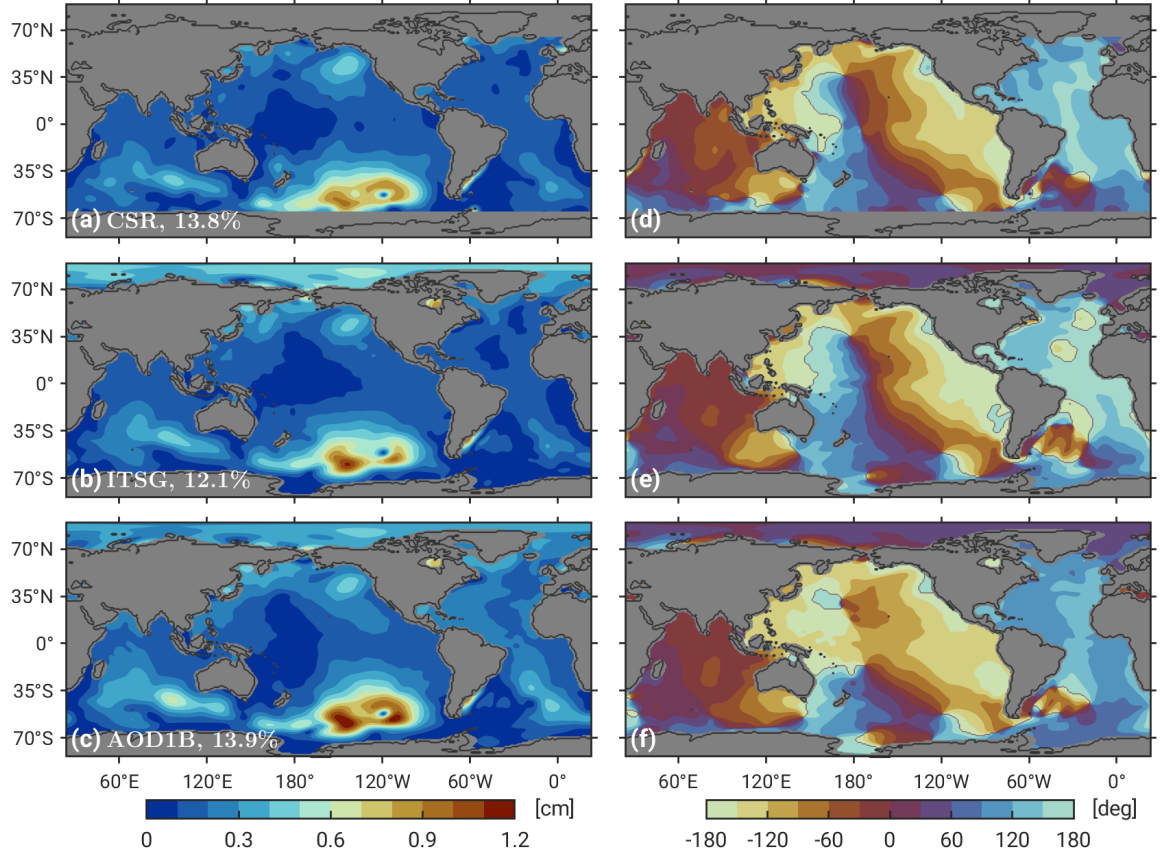 70°N
35°N
0°
35°S
70°S
(a) CSR, 13.8%
(d)
70°N
35°N
0°
35°S
70°S
(b) ITSG, 12.1%
(e)
70°N
35°N
0°
35°S
70°S
(c) AOD1B, 13.9%
(f)
60°E 120°E 180° 120°W 60°W 0° 60°E 120°E 180° 120°W 60°W 0°
[cm] [deg]
0 0.3 0.6 0.9 1.2 -180 -120 -60 0 60 120 180